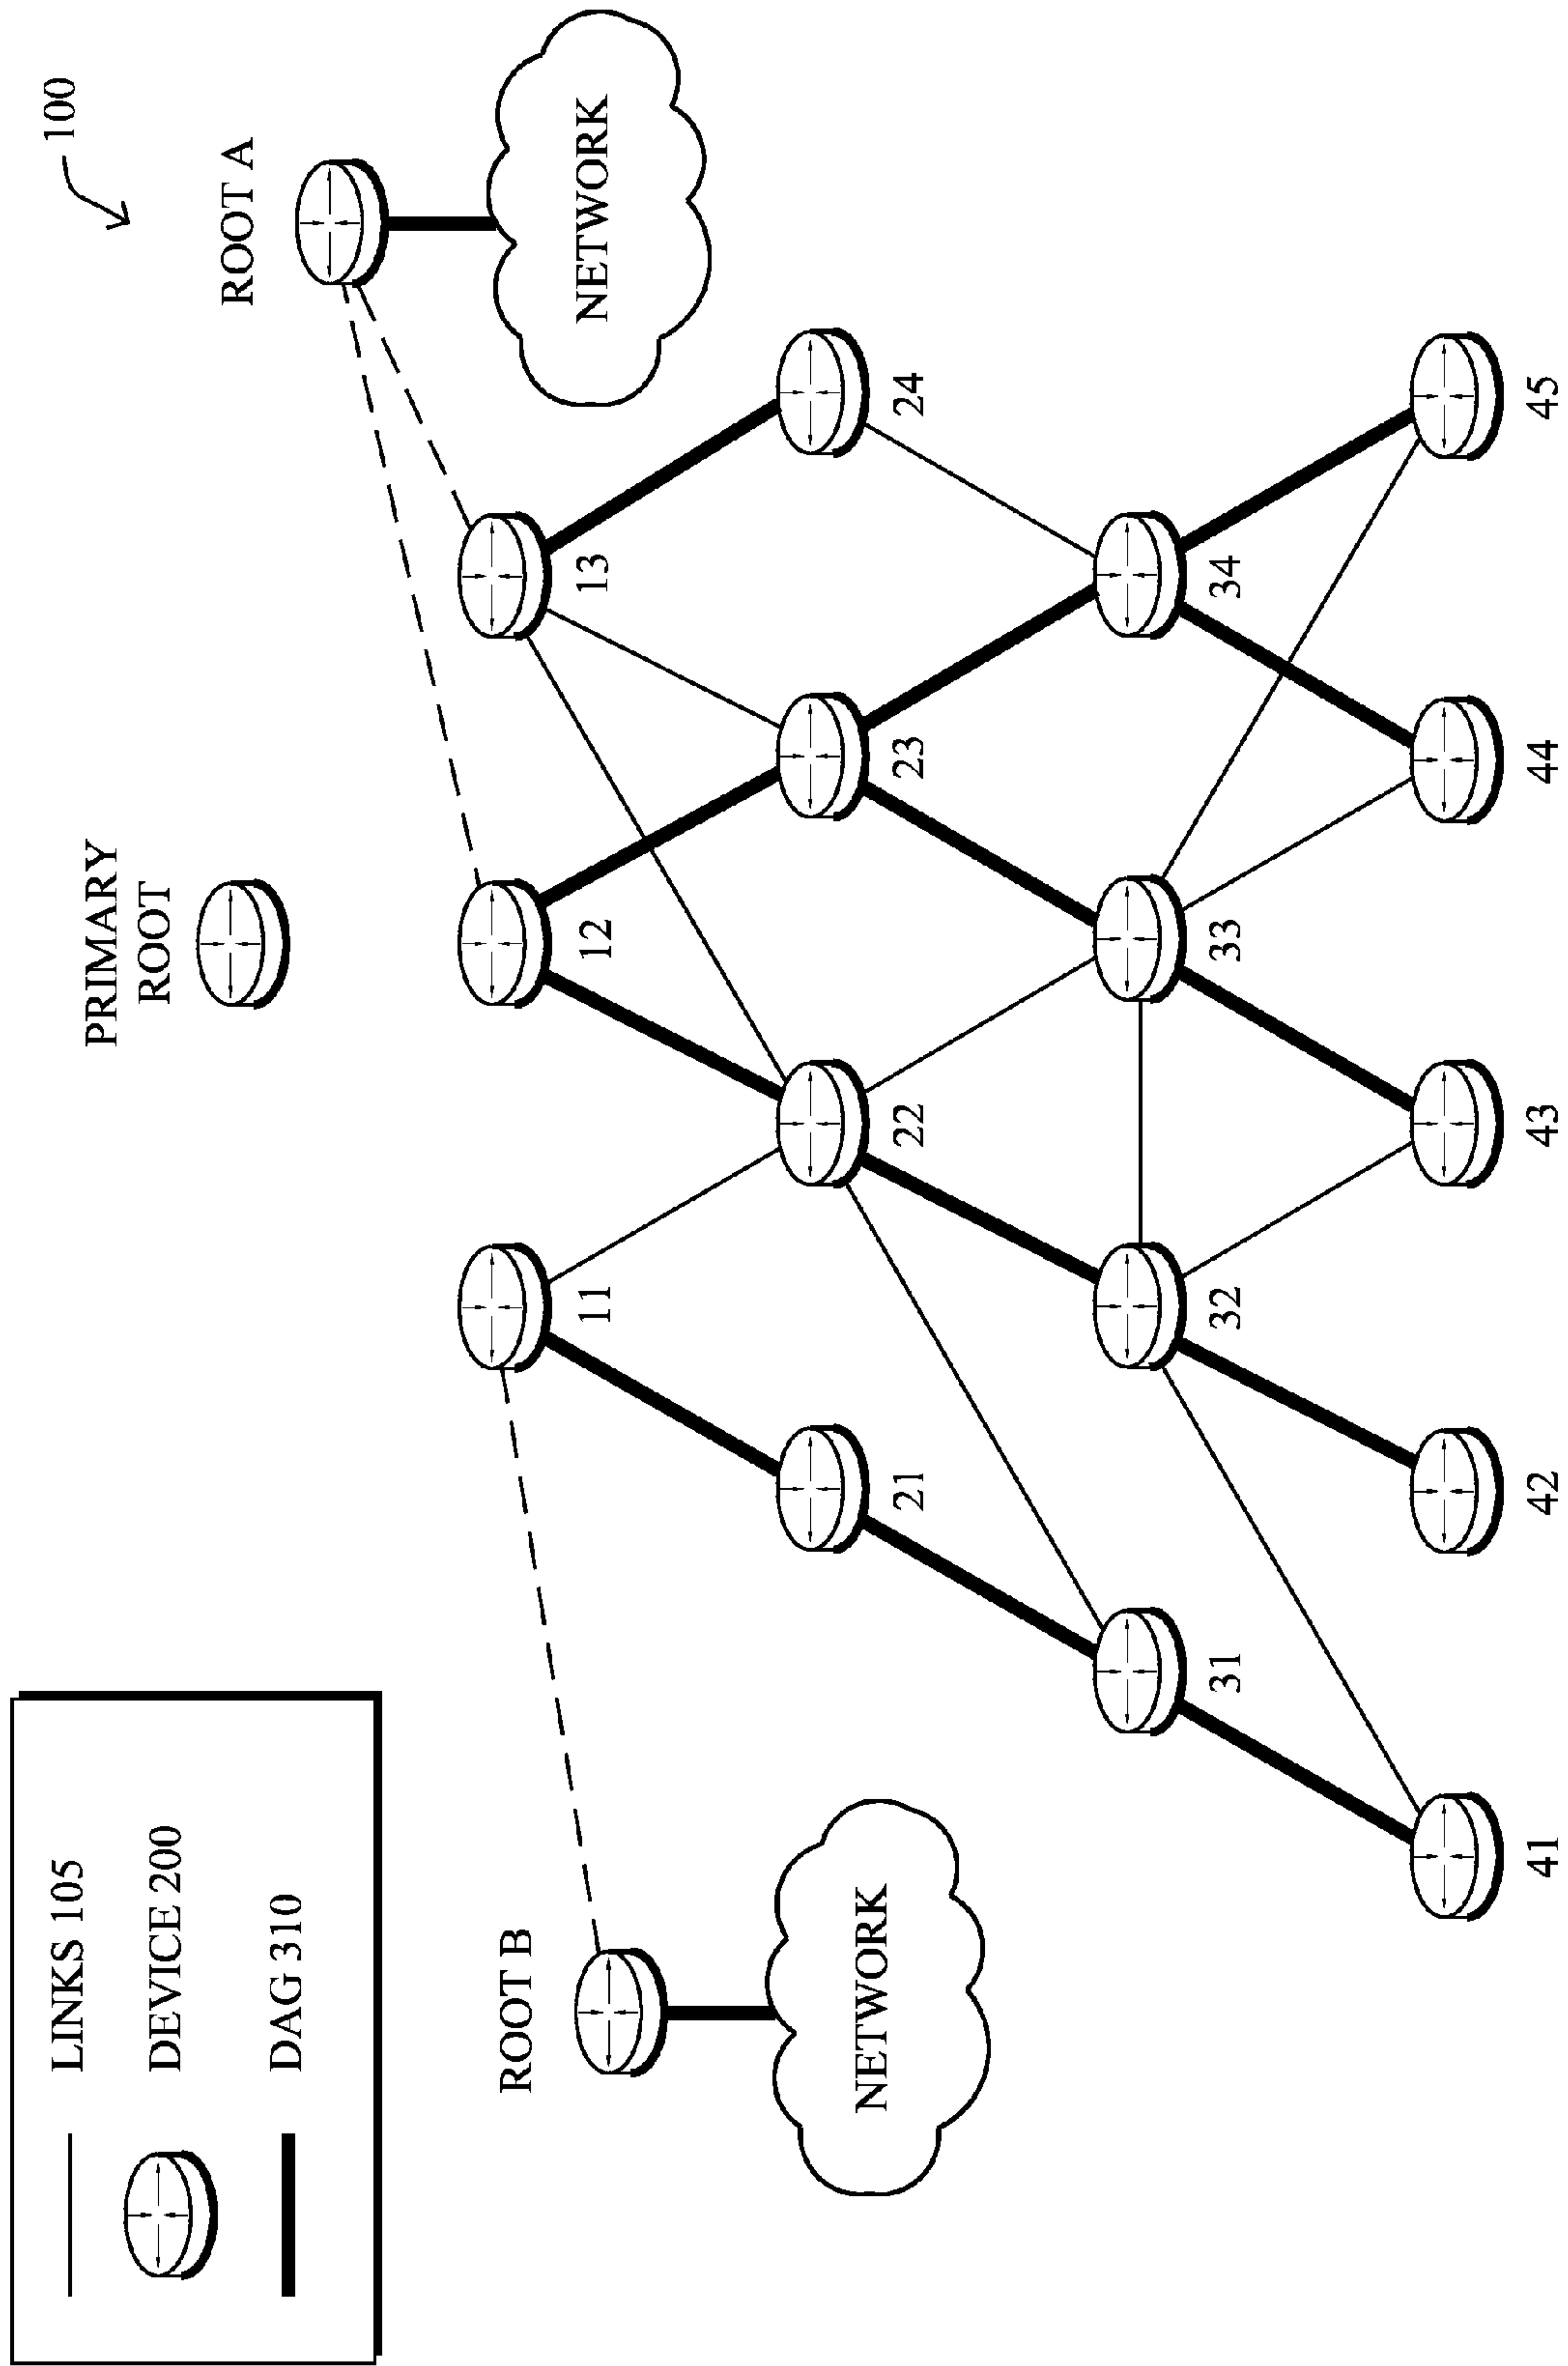 LINKS 105
DEVICE 200
DAG 310
100
PRIMARY
ROOT
ROOT A
NETWORK
ROOT B
NETWORK
11
12
13
21
22
23
24
31
32
33
34
41
42
43
44
45